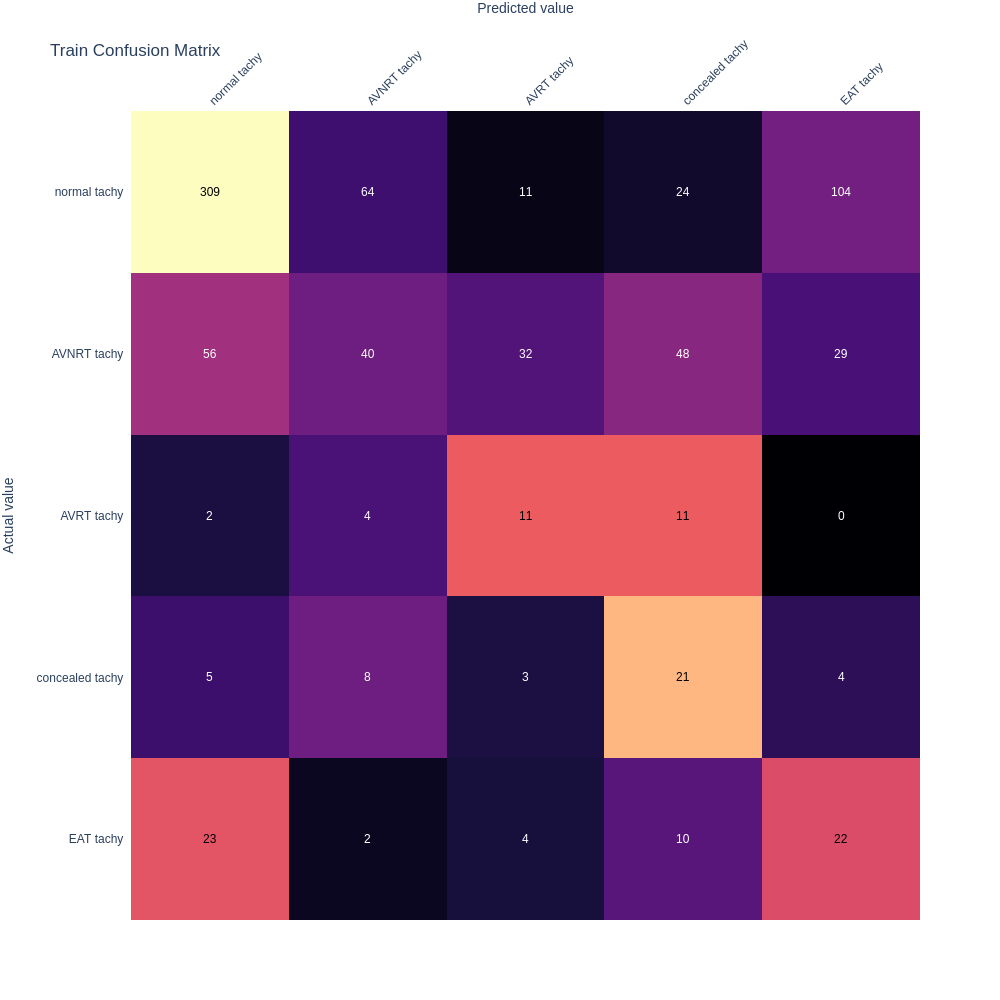 Predicted value
Train Confusion Matrix
normal tachy AVNRT tachy AVRT tachy concealed tachy EAT tachy
normal tachy 309 64 11 24 104
AVNRT tachy 56 40 32 48 29
Actual value
AVRT tachy 2 4 11 11 0
concealed tachy 5 8 3 21 4
EAT tachy 23 2 4 10 22